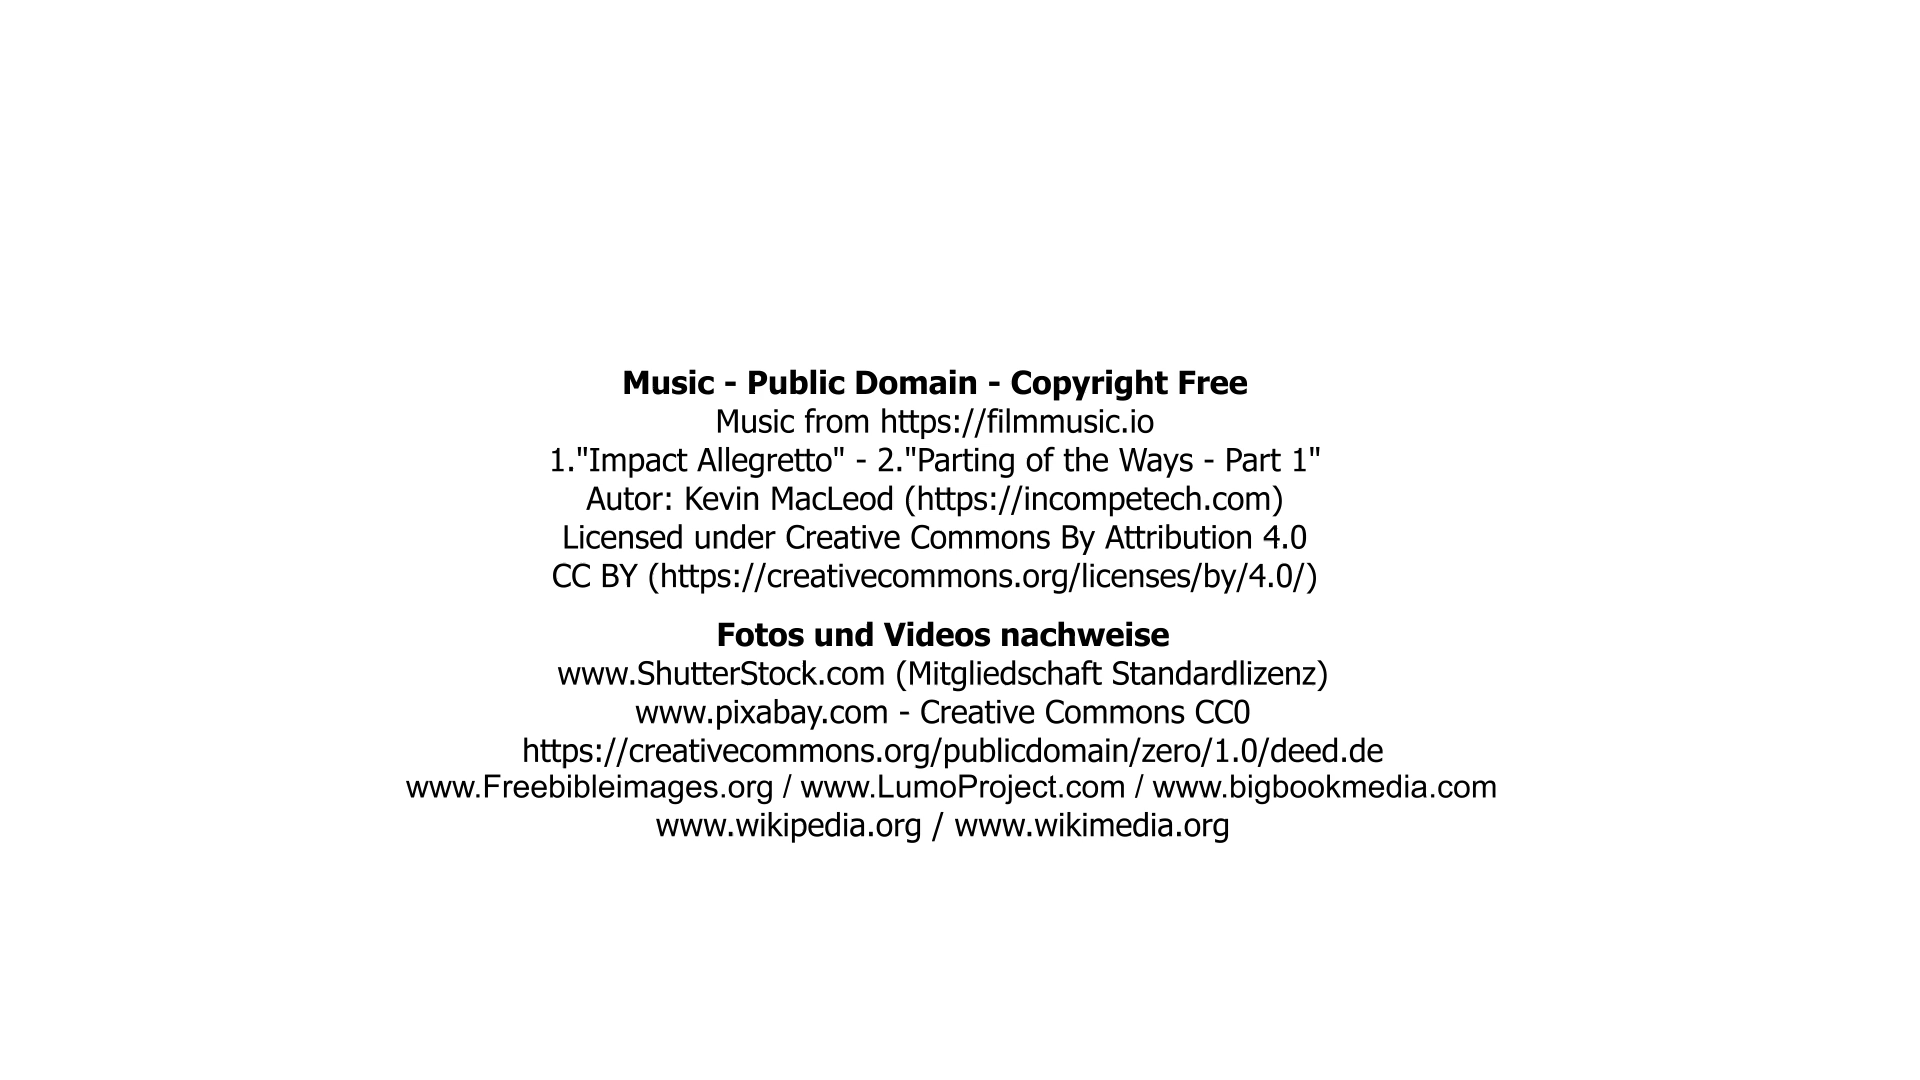 Music - Public Domain - Copyright Free
Music from https://filmmusic.io
1."Impact Allegretto" - 2."Parting of the Ways - Part 1"
Autor: Kevin MacLeod (https://incompetech.com)
Licensed under Creative Commons By Attribution 4.0
CC BY (https://creativecommons.org/licenses/by/4.0/)
Fotos und Videos nachweise
www.ShutterStock.com (Mitgliedschaft Standardlizenz)
www.pixabay.com - Creative Commons CC0
https://creativecommons.org/publicdomain/zero/1.0/deed.de
www.Freebibleimages.org / www.LumoProject.com / www.bigbookmedia.com
www.wikipedia.org / www.wikimedia.org